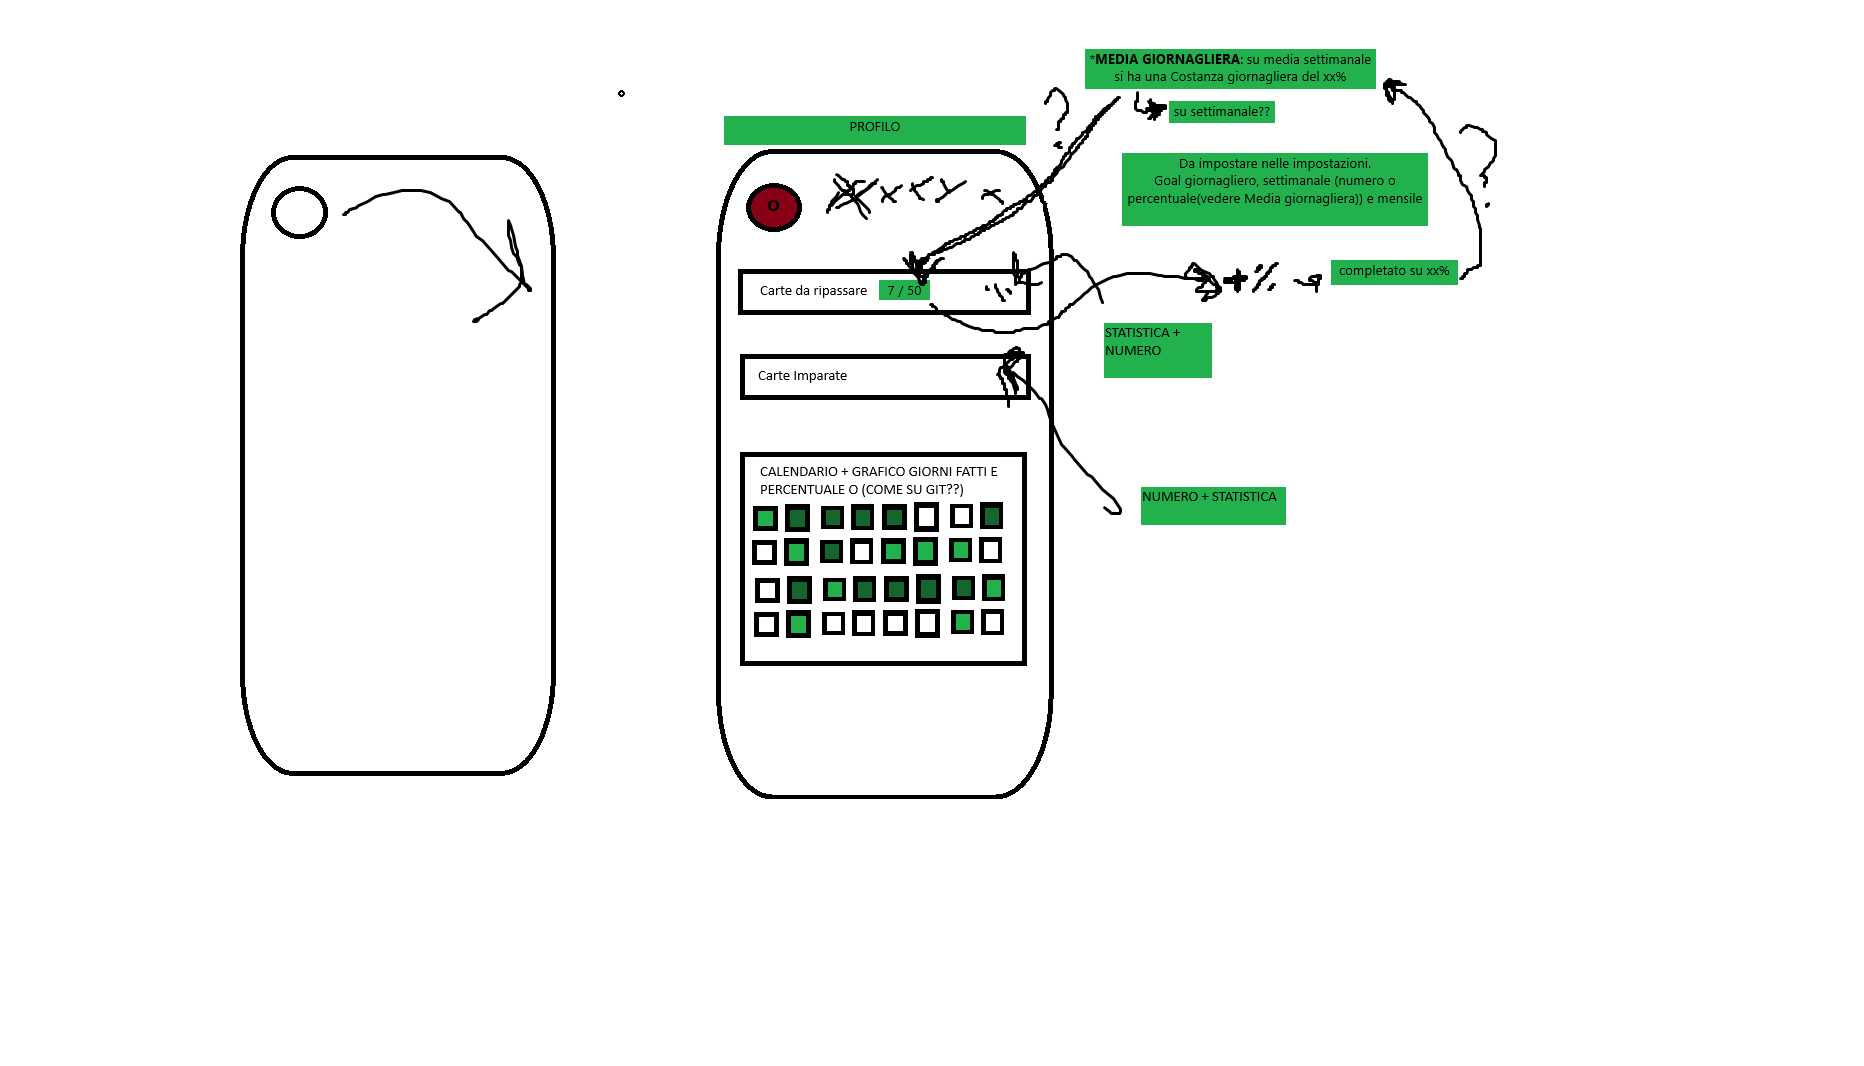 *MEDIA GIORNAGLIERA: su media settimanale
si ha una Costanza giornagliera del xx%
su settimanale??
PROFILO
Da impostare nelle impostazioni.
Goal giornagliero, settimanale (numero o
percentuale(vedere Media giornagliera)) e mensile
O
?
?
Carte da ripassare 7 / 50
+ %
completato su xx%
STATISTICA +
NUMERO
Carte Imparate
CALENDARIO + GRAFICO GIORNI FATTI E
PERCENTUALE O (COME SU GIT??)
NUMERO + STATISTICA